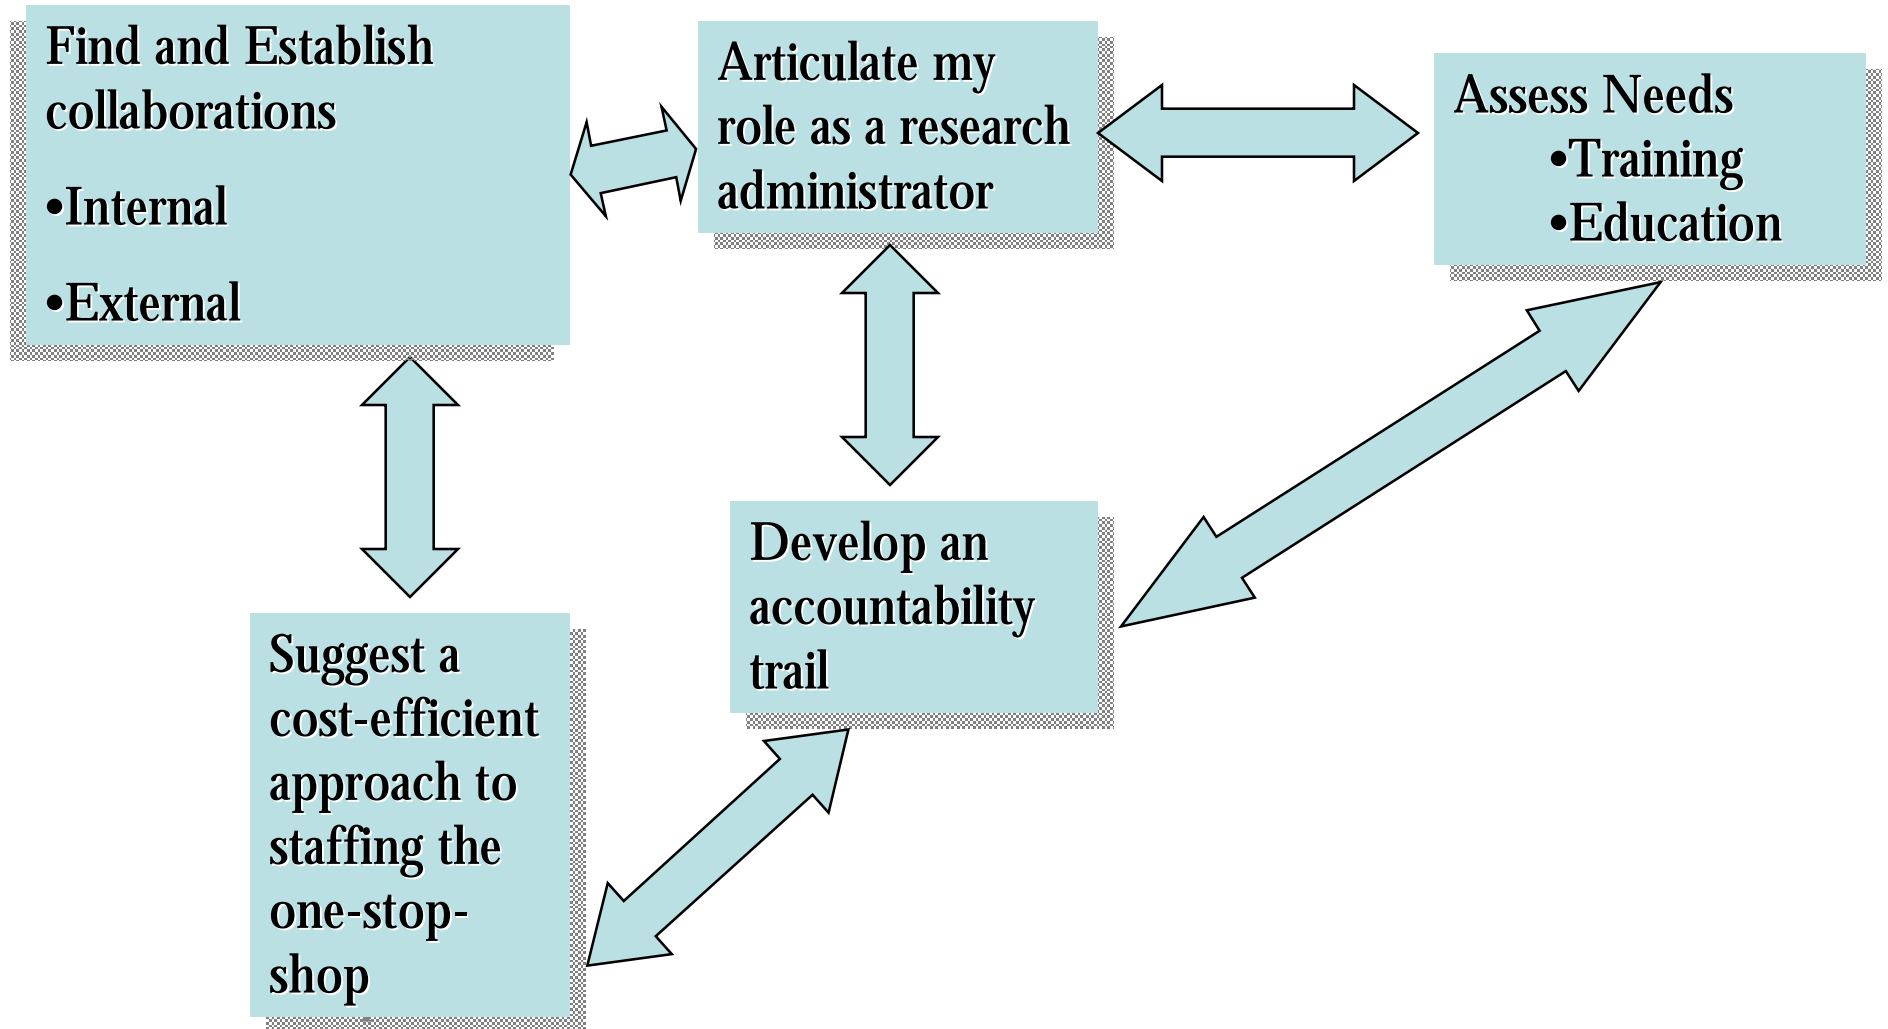 Find and Establish
collaborations
•Internal
•External
Articulate my
role as a research
administrator
Assess Needs
•Training
•Education
Develop an
accountability
trail
Suggest a
cost-efficient
approach to
staffing the
one-stop-
shop